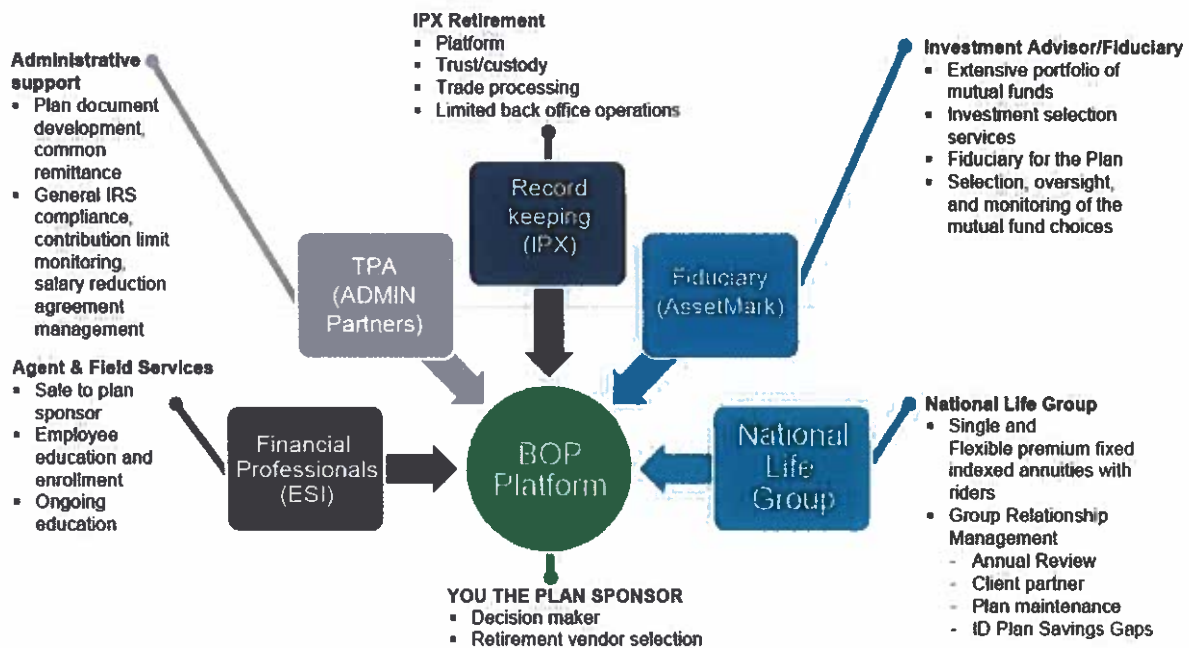 IPX Retirement
▪ Platform
▪ Trust/custody
▪ Trade processing
▪ Limited back office operations
Administrative
support
▪ Plan document
development,
common
remittance
▪ General IRS
compliance,
contribution limit
monitoring,
salary reduction
agreement
management
Investment Advisor/Fiduciary
▪ Extensive portfolio of
mutual funds
▪ Investment selection
services
▪ Fiduciary for the Plan
▪ Selection, oversight,
and monitoring of the
mutual fund choices
Record
keeping
(IPX)
TPA
(ADMIN
Partners)
Fiduciary
(AssetMark)
Agent & Field Services
▪ Sale to plan
sponsor
▪ Employee
education and
enrollment
▪ Ongoing
education
Financial
Professionals
(ESI)
BOP
Platform
National
Life
Group
National Life Group
▪ Single and
Flexible premium fixed
indexed annuities with
riders
▪ Group Relationship
Management
- Annual Review
- Client partner
- Plan maintenance
- ID Plan Savings Gaps
YOU THE PLAN SPONSOR
▪ Decision maker
▪ Retirement vendor selection